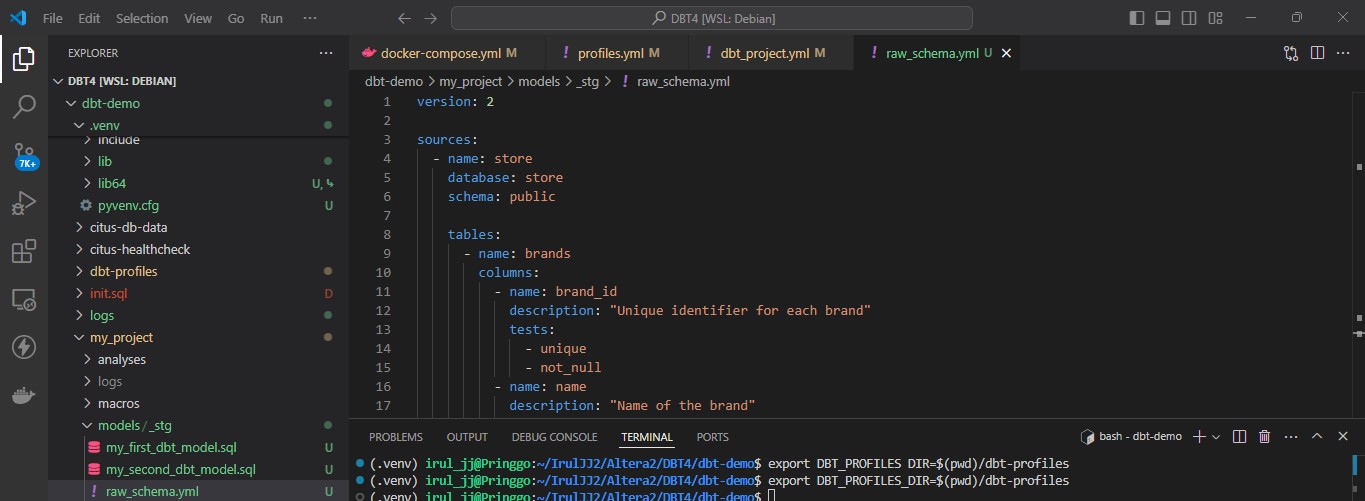 File Edit Selection View Go Run ··· DBT4 [WSL: Debian]
EXPLORER ···
DBT4 [WSL: DEBIAN]
dbt-demo
.venv
include
lib
lib64 U,
pyvenv.cfg U
citus-db-data
citus-healthcheck
dbt-profiles
init.sql D
logs
my_project
analyses
logs
macros
models / _stg
my_first_dbt_model.sql U
my_second_dbt_model.sql U
raw_schema.yml U
7K+
docker-compose.yml M
profiles.yml M
dbt_project.yml M
raw_schema.yml U
dbt-demo > my_project > models > _stg > ! raw_schema.yml
1 version: 2
2
3 sources:
4 - name: store
5 database: store
6 schema: public
7
8 tables:
9 - name: brands
10 columns:
11 - name: brand_id
12 description: "Unique identifier for each brand"
13 tests:
14 - unique
15 - not_null
16 - name: name
17 description: "Name of the brand"
PROBLEMS OUTPUT DEBUG CONSOLE TERMINAL PORTS
bash - dbt-demo
(.venv) irul_jj@Pringgo:~/IrulJJ2/Altera2/DBT4/dbt-demo$ export DBT_PROFILES DIR=$(pwd)/dbt-profiles
(.venv) irul_jj@Pringgo:~/IrulJJ2/Altera2/DBT4/dbt-demo$ export DBT_PROFILES_DIR=$(pwd)/dbt-profiles
(.venv) irul_jj@Pringgo:~/IrulJJ2/Altera2/DBT4/dbt-demo$